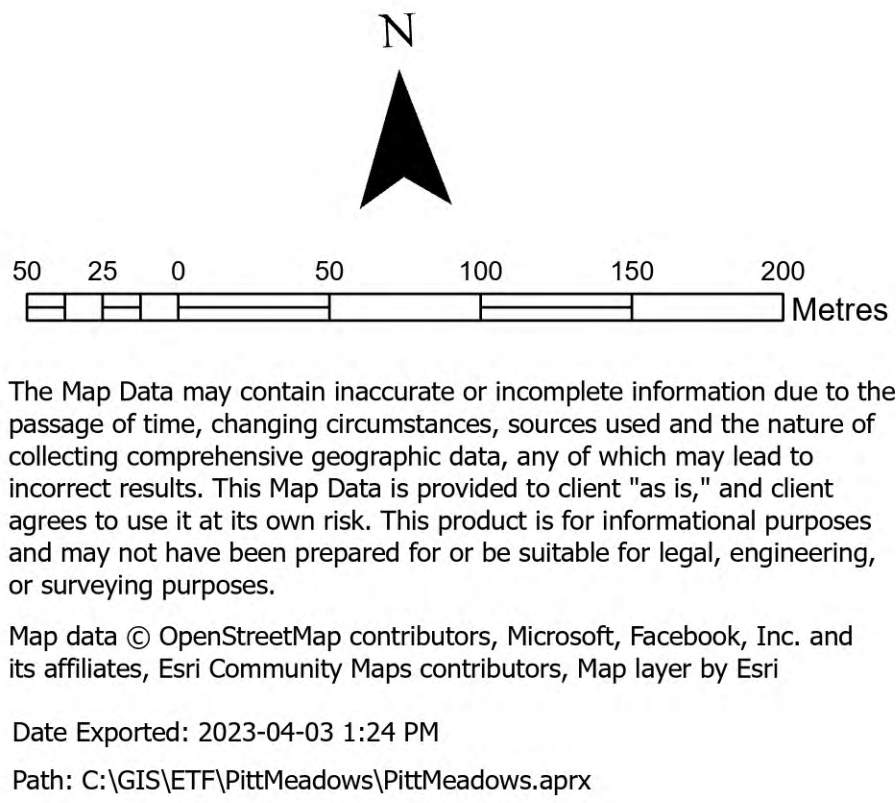 N
50 25 0 50 100 150 200
Metres
The Map Data may contain inaccurate or incomplete information due to the
passage of time, changing circumstances, sources used and the nature of
collecting comprehensive geographic data, any of which may lead to
incorrect results. This Map Data is provided to client "as is," and client
agrees to use it at its own risk. This product is for informational purposes
and may not have been prepared for or be suitable for legal, engineering,
or surveying purposes.
Map data © OpenStreetMap contributors, Microsoft, Facebook, Inc. and
its affiliates, Esri Community Maps contributors, Map layer by Esri
Date Exported: 2023-04-03 1:24 PM
Path: C:\GIS\ETF\PittMeadows\PittMeadows.aprx